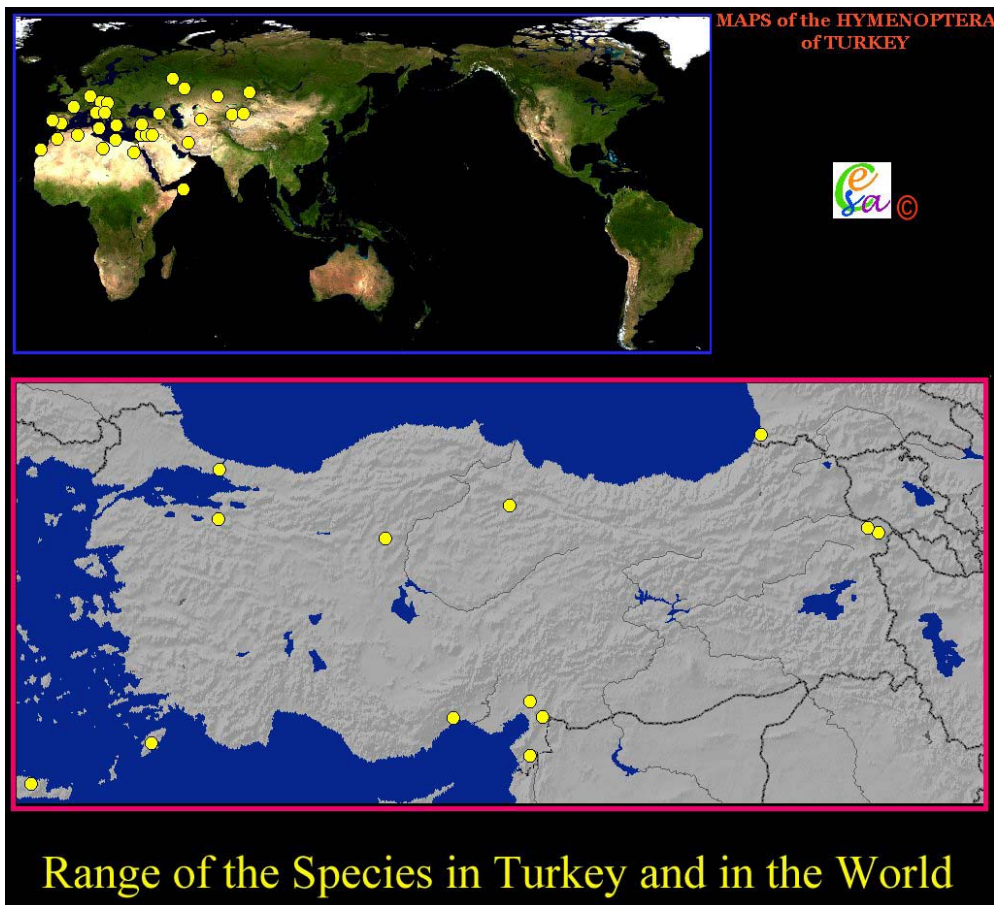 MAPS of the HYMENOPTERA
of TURKEY
esa ©
Range of the Species in Turkey and in the World